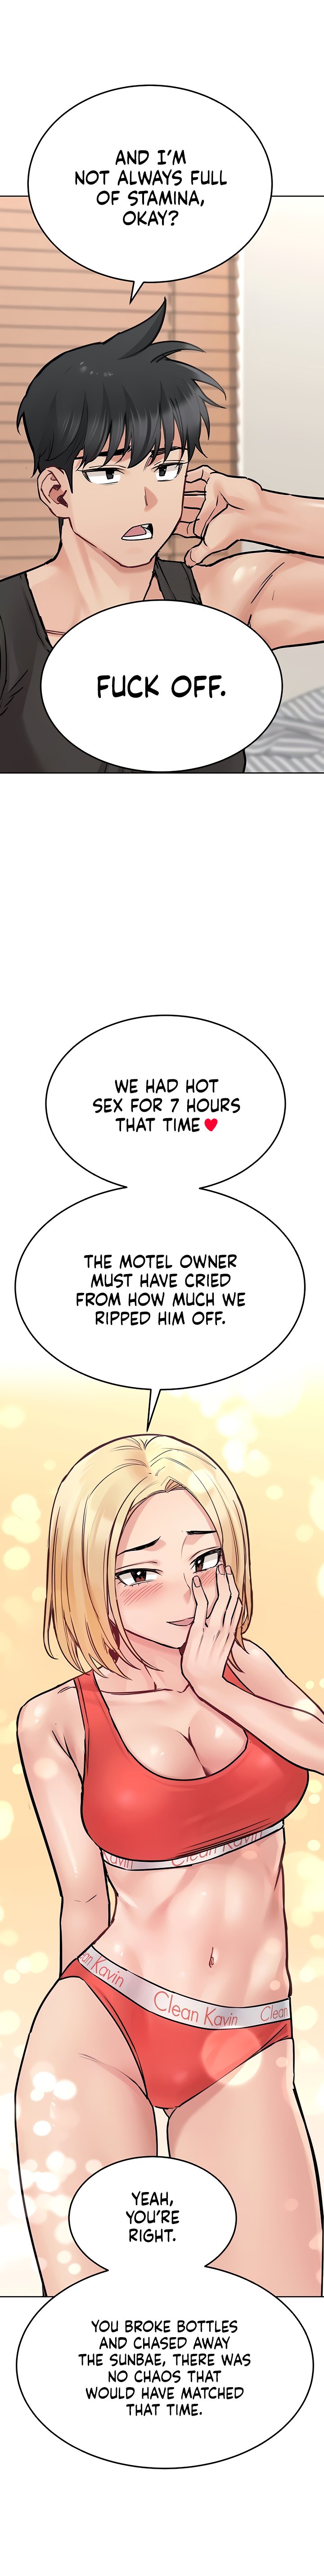 AND I'M
NOT ALWAYS FULL
OF STAMINA,
OKAY?
FUCK OFF.
WE HAD HOT
SEX FOR 7 HOURS
THAT TIME♥
THE MOTEL OWNER
MUST HAVE CRIED
FROM HOW MUCH WE
RIPPED HIM OFF.
avin Clean Kavin
an Kavin Clean Kavin Clean
YEAH,
YOU'RE
RIGHT.
YOU BROKE BOTTLES
AND CHASED AWAY
THE SUNBAE, THERE WAS
NO CHAOS THAT
WOULD HAVE MATCHED
THAT TIME.